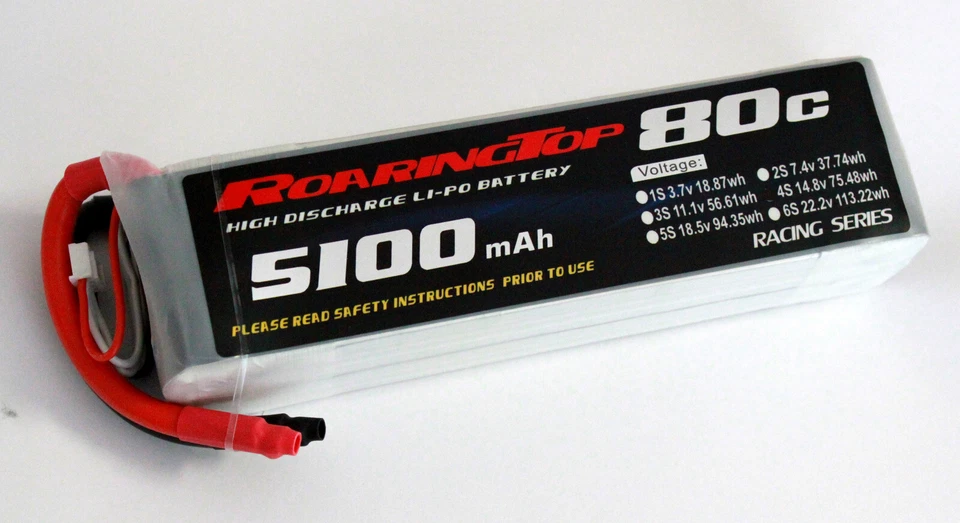 ROARINGTOP 80C
HIGH DISCHARGE LI-PO BATTERY
5100 mAh
PLEASE READ SAFETY INSTRUCTIONS PRIOR TO USE
Voltage:
1S 3.7v 18.87wh 2S 7.4v 37.74wh
3S 11.1v 56.61wh 4S 14.8v 75.48wh
5S 18.5v 94.35wh 6S 22.2v 113.22wh
RACING SERIES